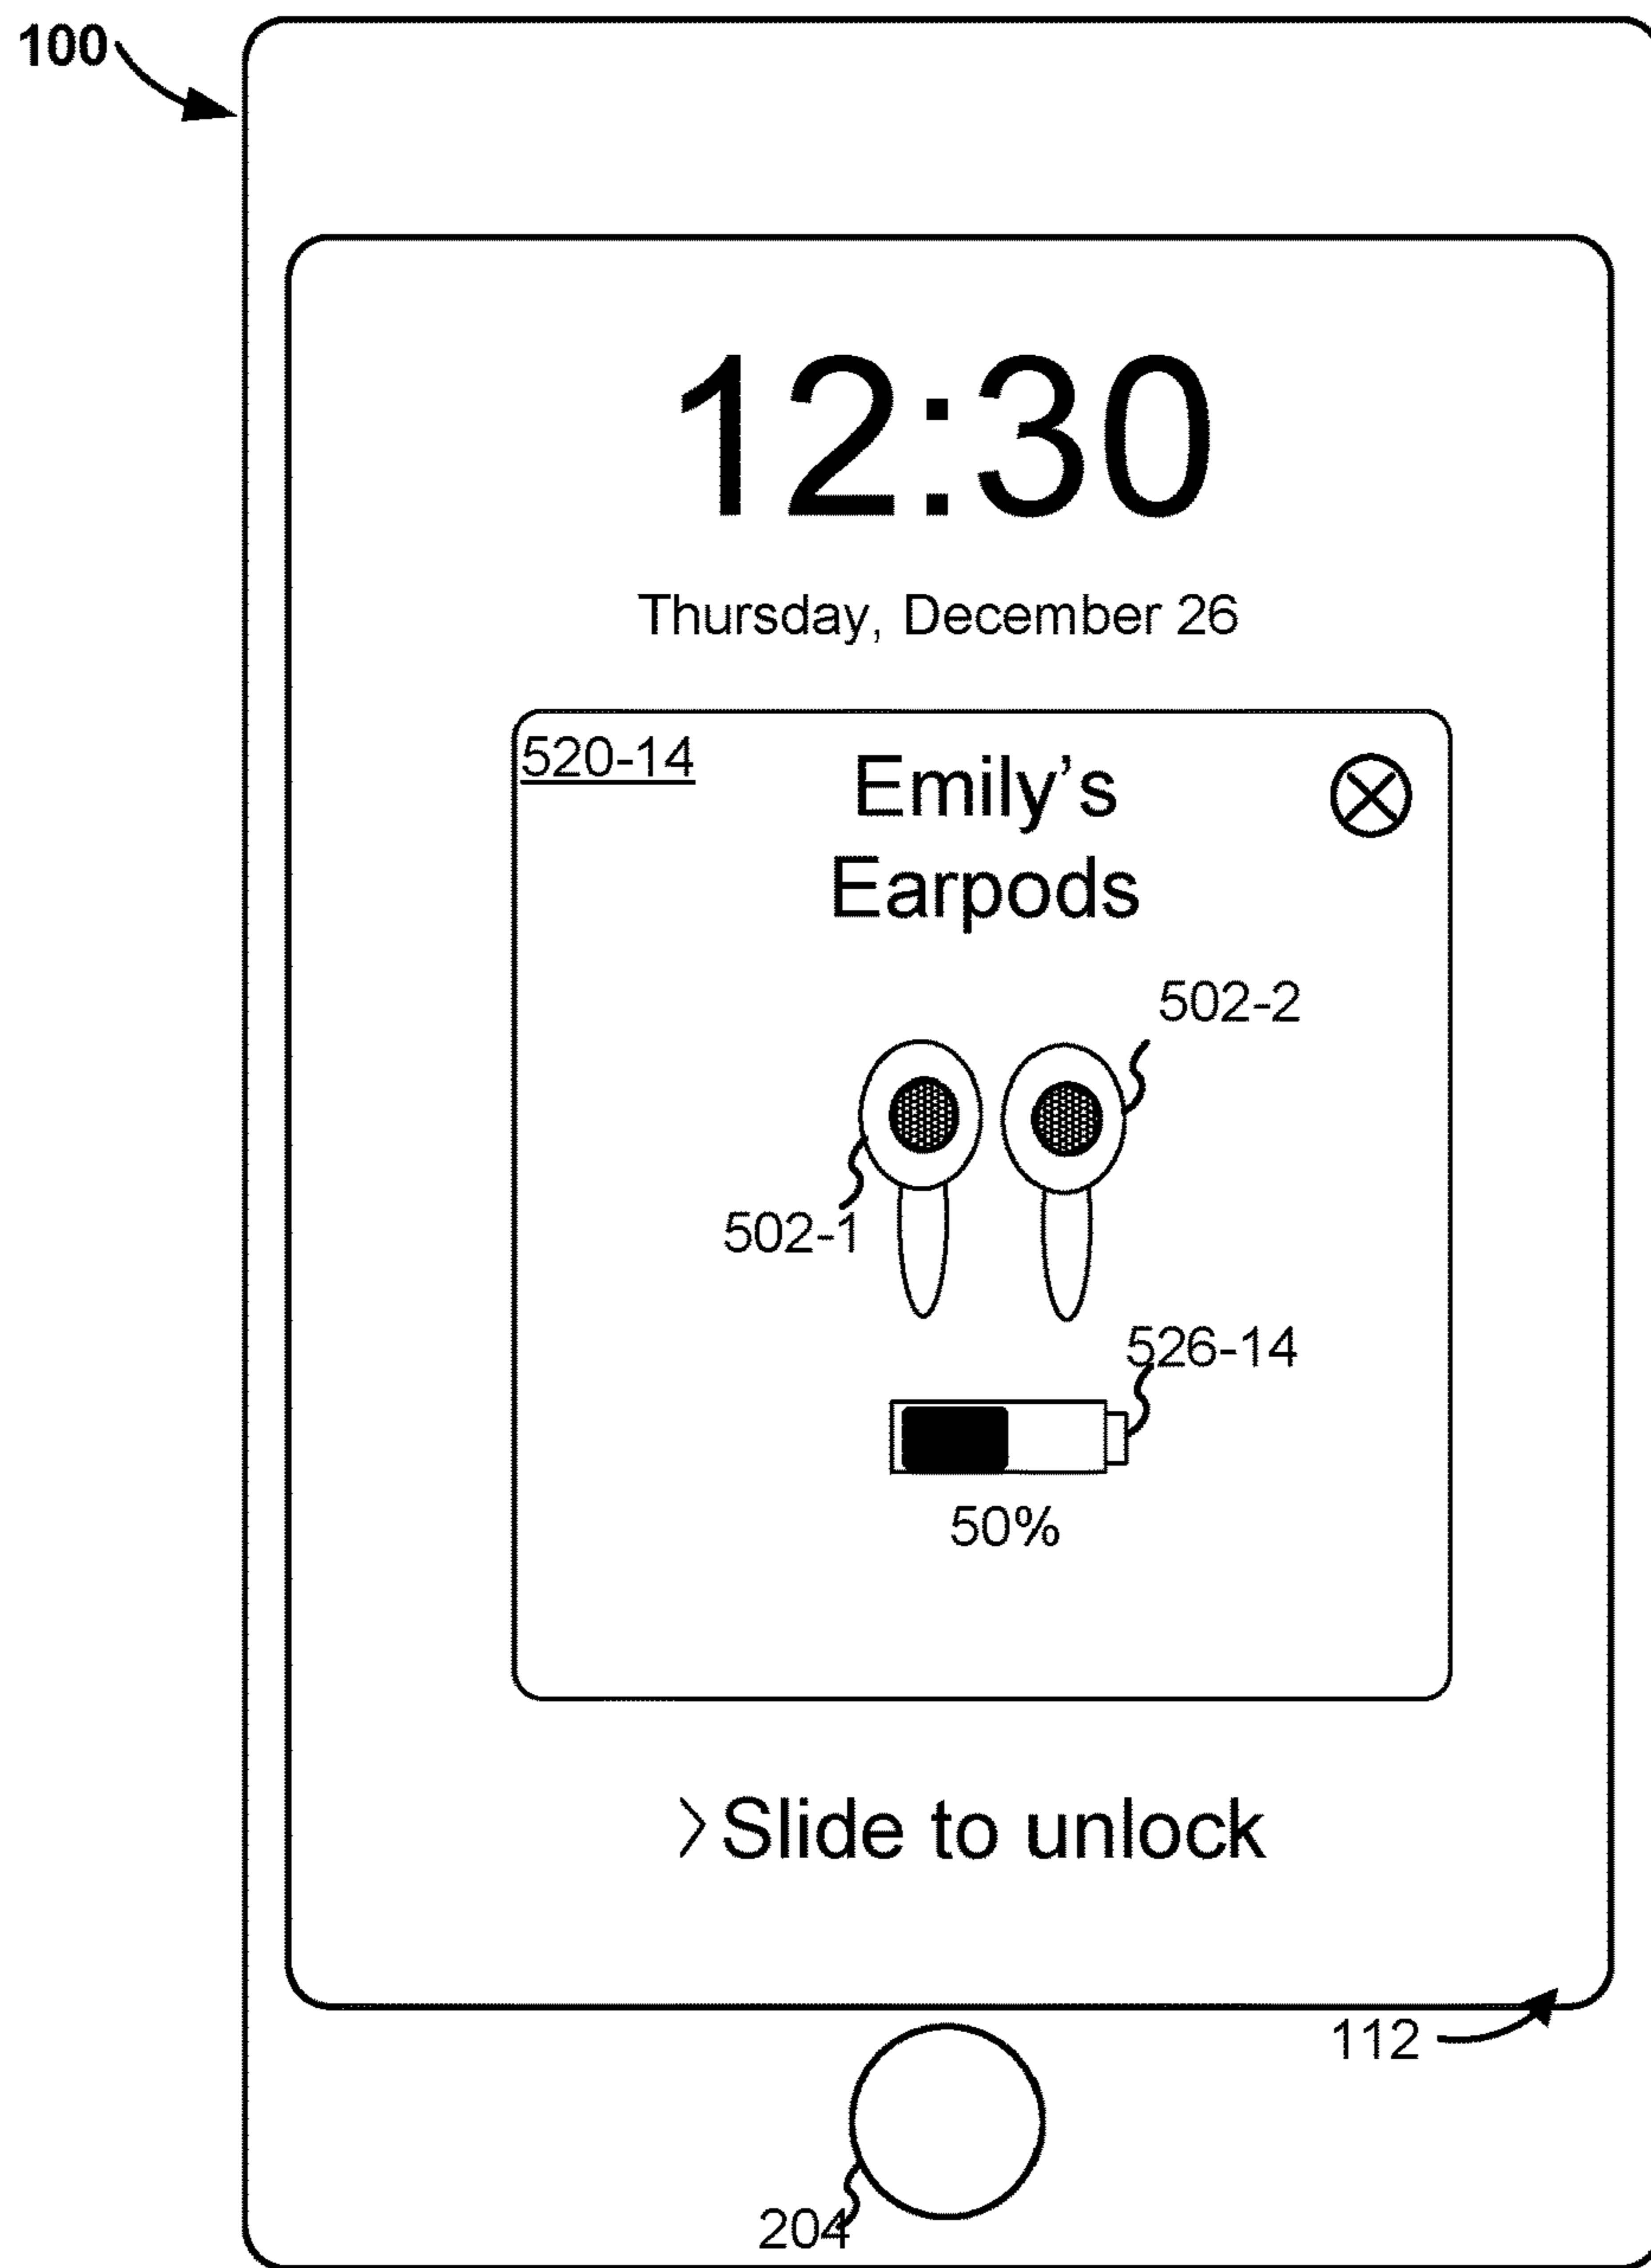 100
12:30
Thursday, December 26
520-14
Emily's
Earpods
502-2
502-1
526-14
50%
>Slide to unlock
112
204